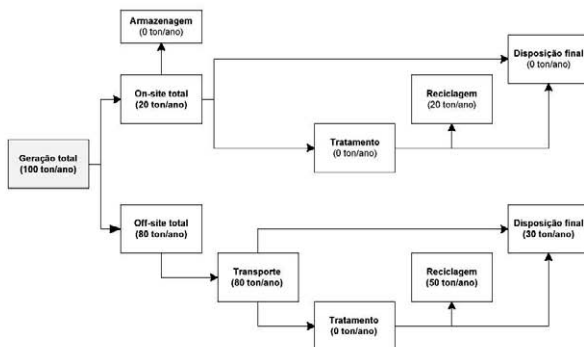 Armazenagem
(0 ton/ano)
On-site total
(20 ton/ano)
Disposição final
(0 ton/ano)
Reciclagem
(20 ton/ano)
Tratamento
(0 ton/ano)
Geração total
(100 ton/ano)
Off-site total
(80 ton/ano)
Transporte
(80 ton/ano)
Disposição final
(30 ton/ano)
Reciclagem
(50 ton/ano)
Tratamento
(0 ton/ano)